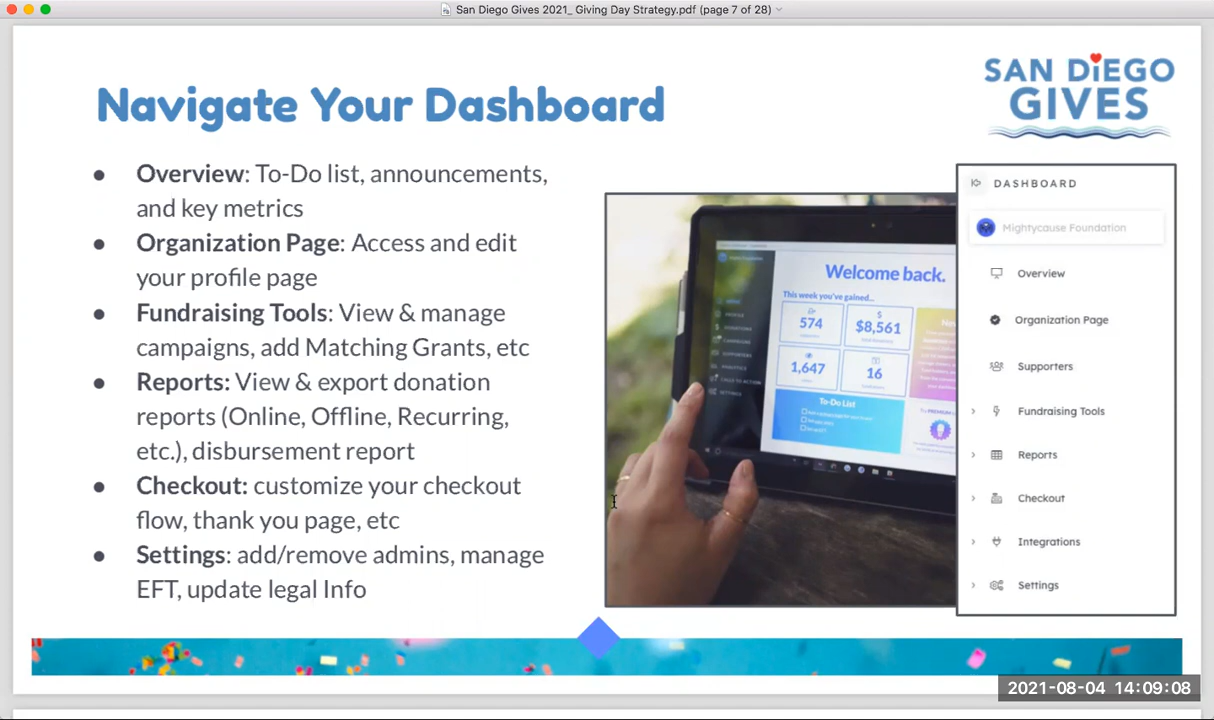 San Diego Gives 2021_ Giving Day Strategy.pdf (page 7 of 28)
Navigate Your Dashboard
SAN DiEGO
GIVES
● Overview: To-Do list, announcements,
and key metrics
● Organization Page: Access and edit
your profile page
● Fundraising Tools: View & manage
campaigns, add Matching Grants, etc
● Reports: View & export donation
reports (Online, Offline, Recurring,
etc.), disbursement report
● Checkout: customize your checkout
flow, thank you page, etc
● Settings: add/remove admins, manage
EFT, update legal Info
Welcome back.
This week you've gained...
574
$8,561
1,647
16
To-Do List
DASHBOARD
Mightycause Foundation
Overview
Organization Page
Supporters
Fundraising Tools
Reports
Checkout
Integrations
Settings
2021-08-04 14:09:08